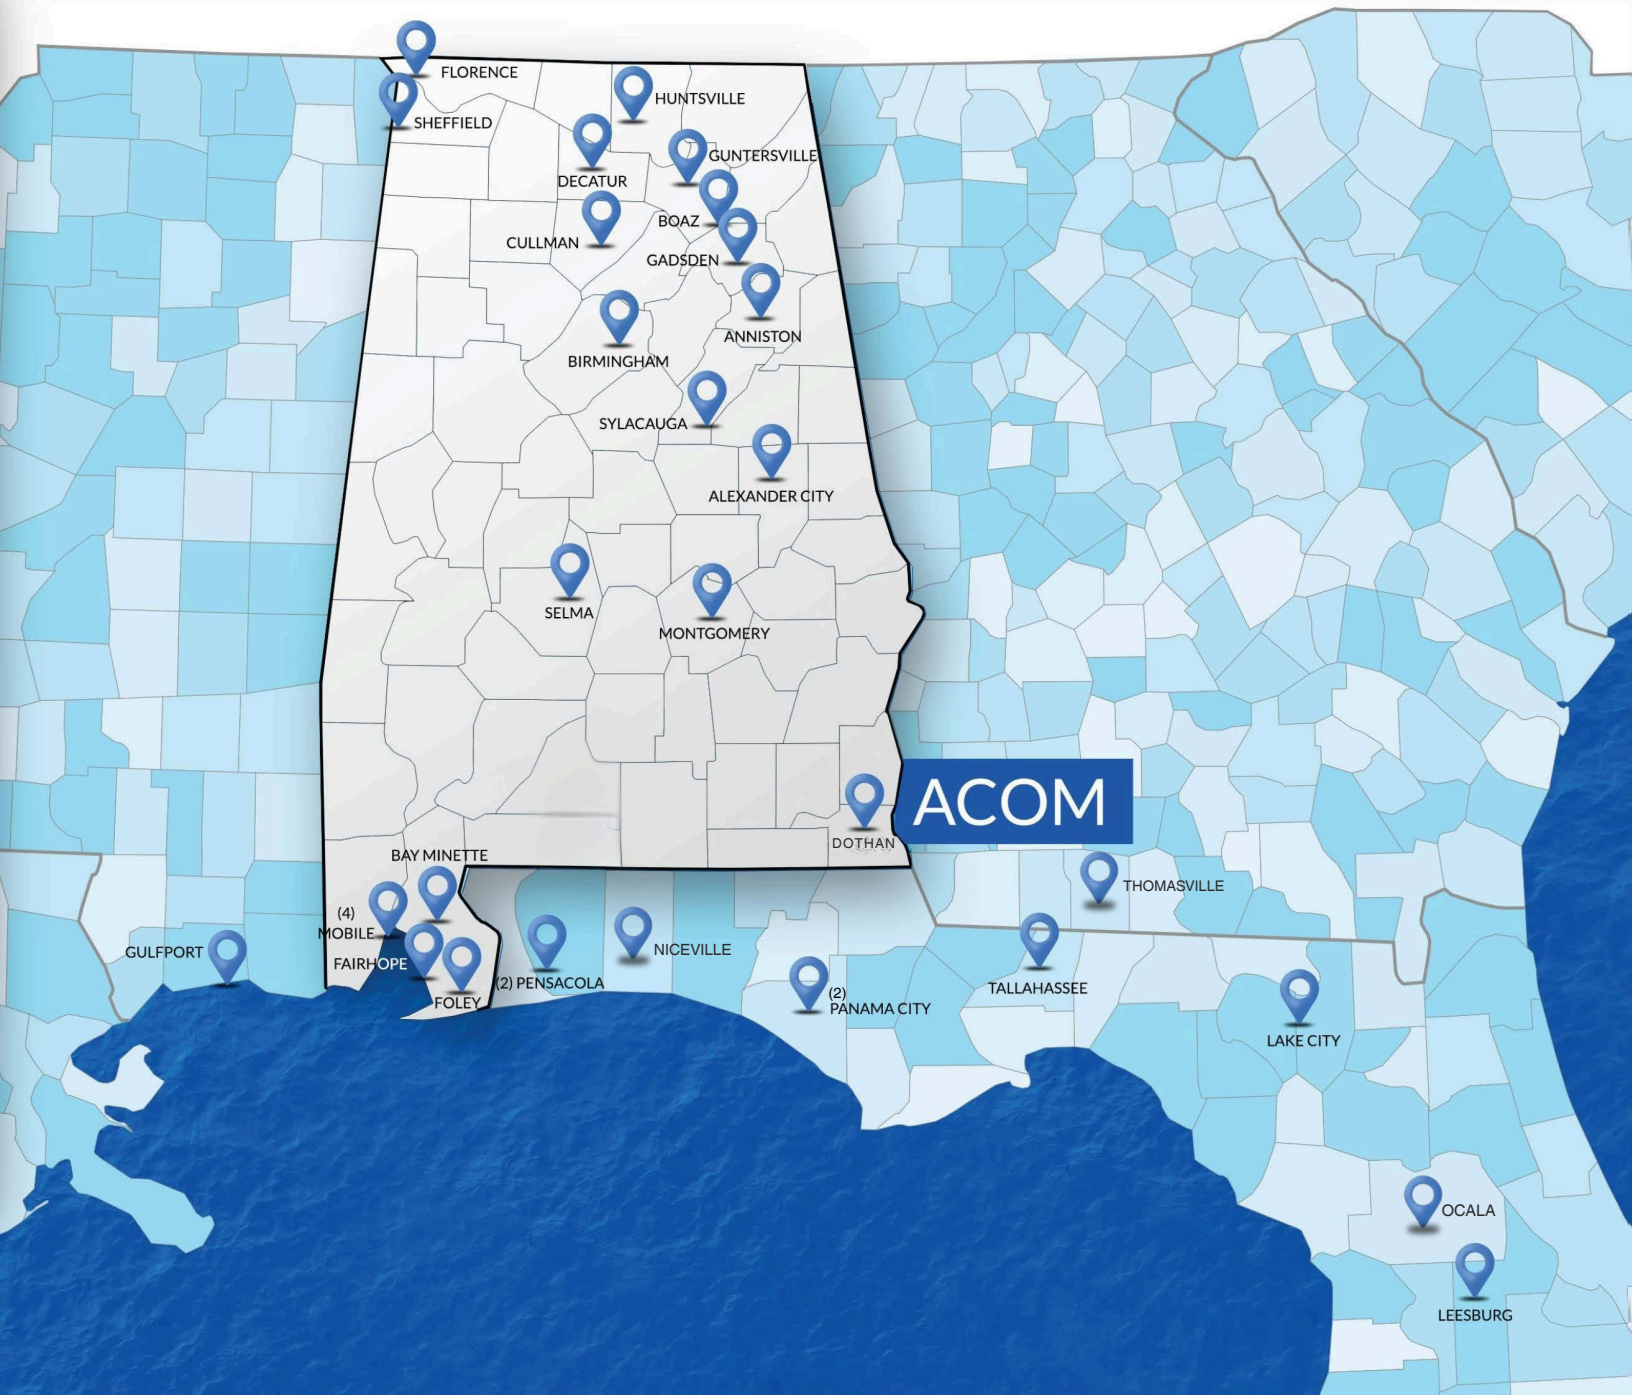 FLORENCE
HUNTSVILLE
SHEFFIELD
GUNTERSVILLE
DECATUR
BOAZ
CULLMAN
GADSDEN
ANNISTON
BIRMINGHAM
SYLACAUGA
ALEXANDER CITY
SELMA
MONTGOMERY
ACOM
DOTHAN
BAY MINETTE
THOMASVILLE
(4)
MOBILE
GULFPORT
FAIRHOPE
NICEVILLE
(2) PENSACOLA
TALLAHASSEE
(2)
PANAMA CITY
FOLEY
LAKE CITY
OCALA
LEESBURG